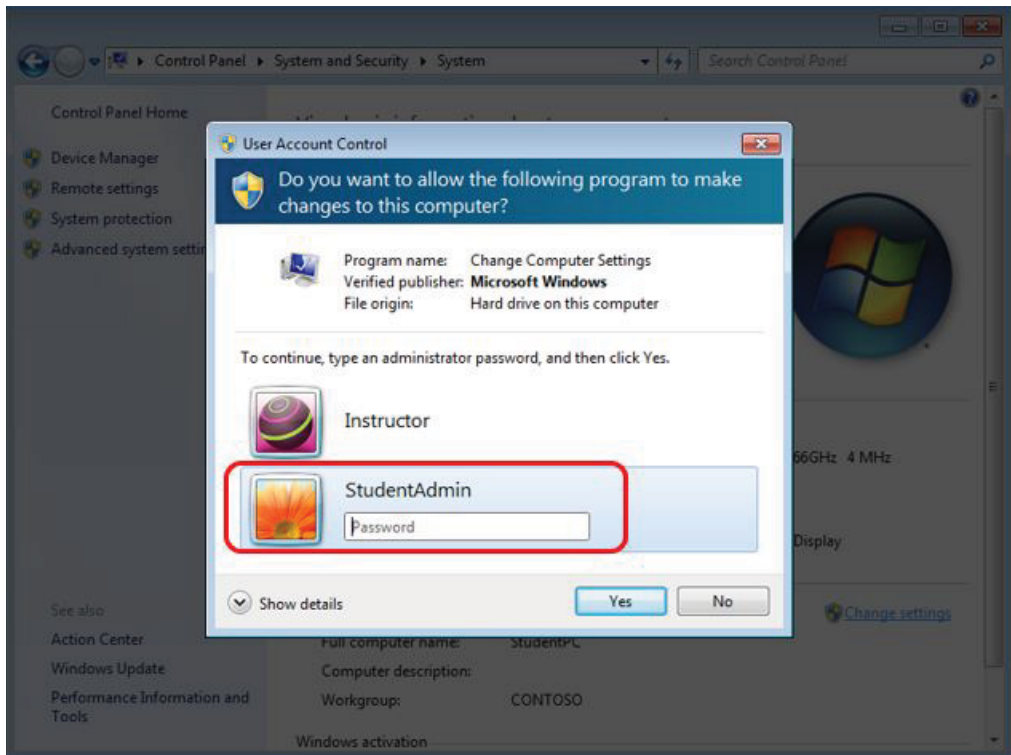 Control Panel System and Security System
Search Control Panel
Control Panel Home
Device Manager
Remote settings
System protection
Advanced system
User Account Control
Do you want to allow the following program to make
changes to this computer?
Program name: Change Computer Settings
Verified publisher: Microsoft Windows
File origin: Hard drive on this computer
To continue, type an administrator password, and then click Yes.
Instructor
StudentAdmin
Password
Show details
Yes No
66GHz 4 MHz
Display
See also
Action Center
Windows Update
Performance Information and
Tools
Change settings
Full computer name: StudentPC
Computer description:
Workgroup: CONTOSO
Windows activation